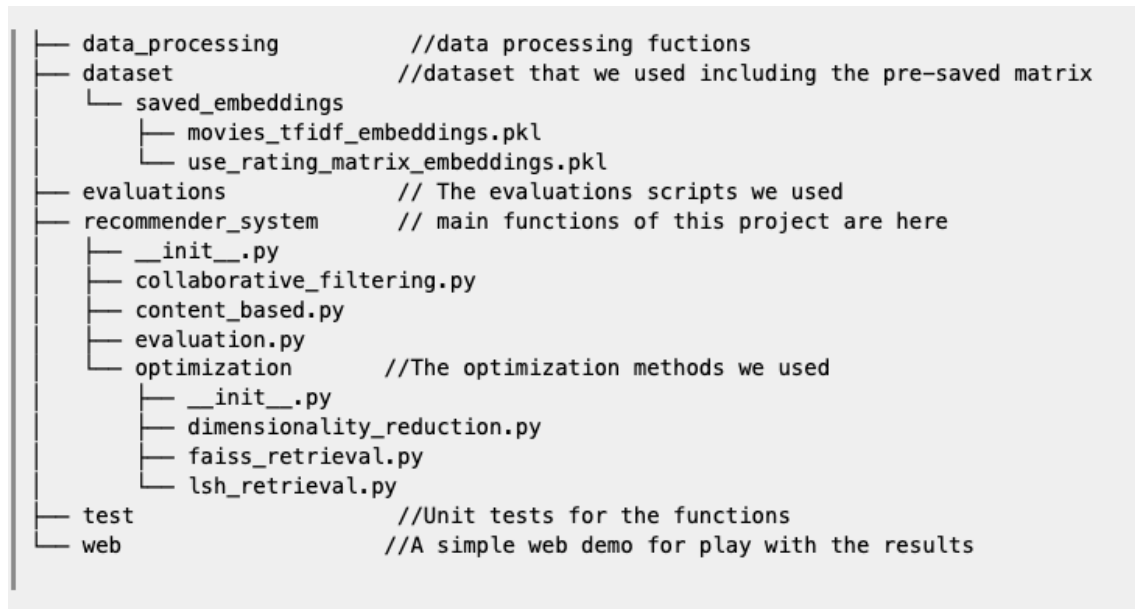 ├── data_processing //data processing fuctions
├── dataset //dataset that we used including the pre-saved matrix
│   └── saved_embeddings
│       ├── movies_tfidf_embeddings.pkl
│       └── use_rating_matrix_embeddings.pkl
├── evaluations // The evaluations scripts we used
├── recommender_system // main functions of this project are here
│   ├── __init__.py
│   ├── collaborative_filtering.py
│   ├── content_based.py
│   ├── evaluation.py
│   └── optimization //The optimization methods we used
│       ├── __init__.py
│       ├── dimensionality_reduction.py
│       ├── faiss_retrieval.py
│       └── lsh_retrieval.py
├── test //Unit tests for the functions
└── web //A simple web demo for play with the results